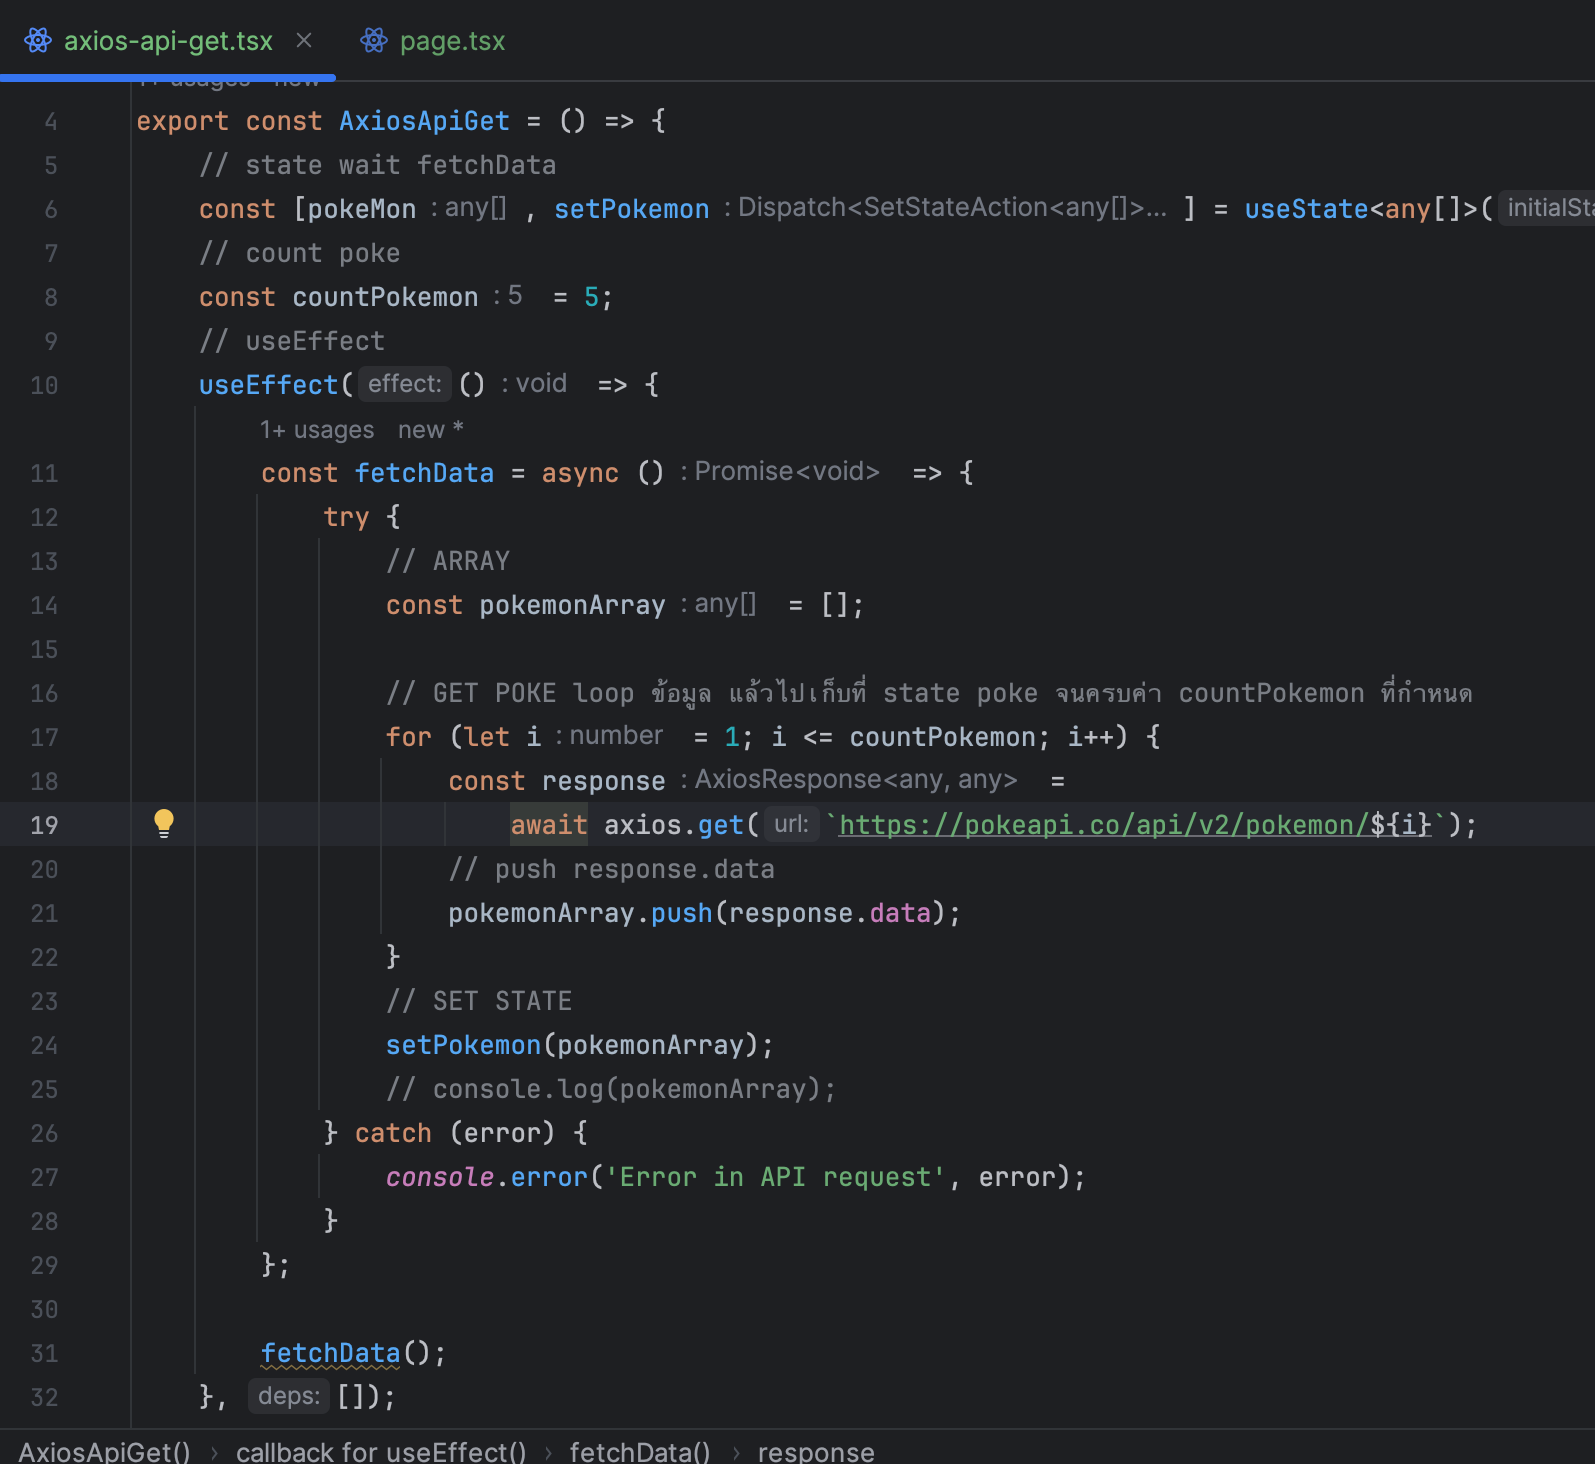 axios-api-get.tsx × page.tsx
1+ usages new *
4 export const AxiosApiGet = () => {
5 // state wait fetchData
6 const [pokeMon : any[] , setPokemon : Dispatch<SetStateAction<any[]>... ] = useState<any[]>(
7 // count poke
8 const countPokemon : 5 = 5;
9 // useEffect
10 useEffect( effect: () : void => {
1+ usages new *
11 const fetchData = async () : Promise<void> => {
12 try {
13 // ARRAY
14 const pokemonArray : any[] = [];
15
16 // GET POKE loop ข้อมูล แล้วไปเก็บที่ state poke จนครบค่า countPokemon ที่กำหนด
17 for (let i : number = 1; i <= countPokemon; i++) {
18 const response : AxiosResponse<any, any> =
19 await axios.get( url: `https://pokeapi.co/api/v2/pokemon/${i}`);
20 // push response.data
21 pokemonArray.push(response.data);
22 }
23 // SET STATE
24 setPokemon(pokemonArray);
25 // console.log(pokemonArray);
26 } catch (error) {
27 console.error('Error in API request', error);
28 }
29 };
30
31 fetchData();
32 }, deps: []);
AxiosApiGet() › callback for useEffect() › fetchData() › response